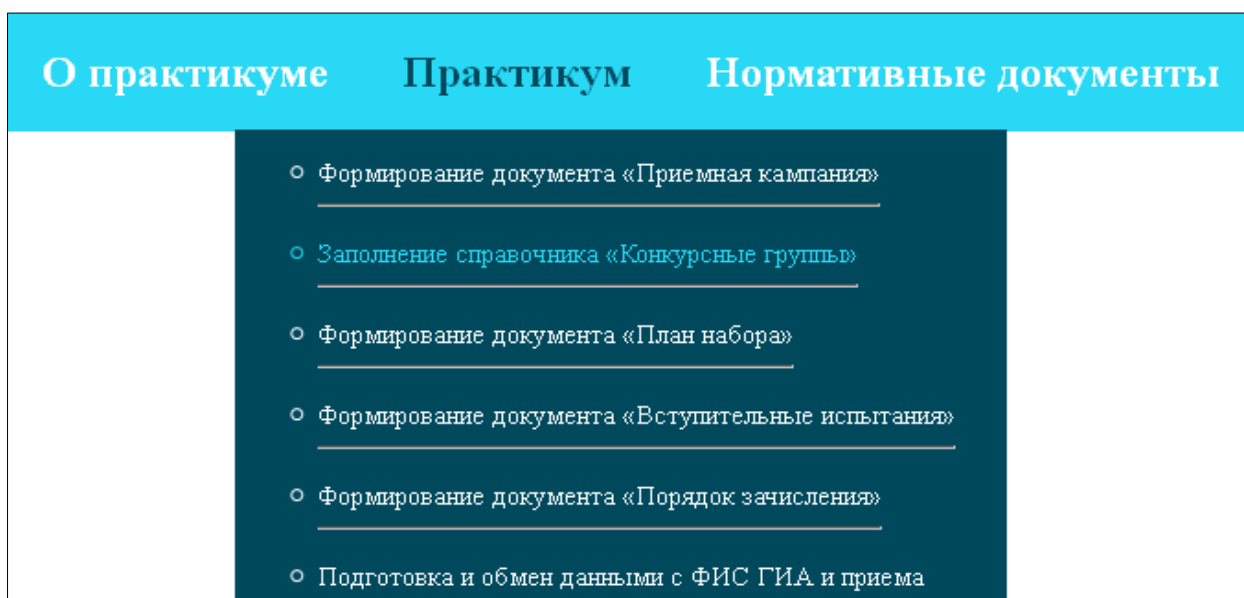 О практикуме Практикум Нормативные документы
Формирование документа «Приемная кампания»
Заполнение справочника «Конкурсные группы»
Формирование документа «План набора»
Формирование документа «Вступительные испытания»
Формирование документа «Порядок зачисления»
Подготовка и обмен данными с ФИС ГИА и приема